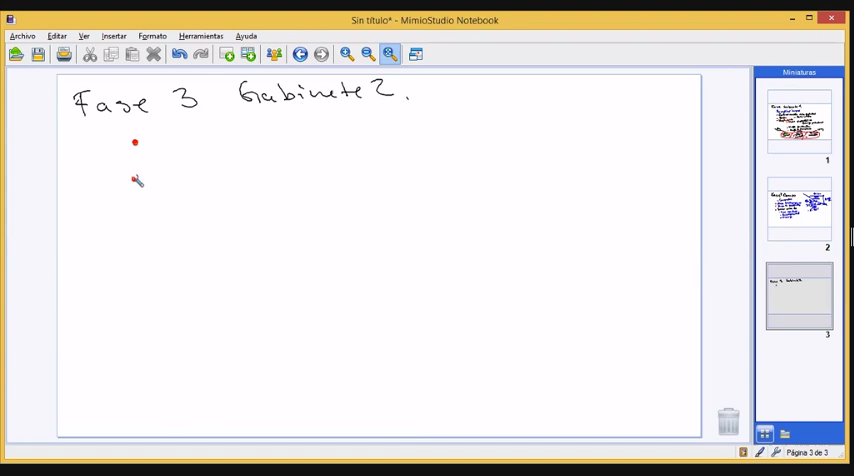 Sin título* - MimioStudio Notebook
Archivo Editar Ver Insertar Formato Herramientas Ayuda
Fase 3 Gabinete 2.
Miniaturas
1
2
3
Página 3 de 3